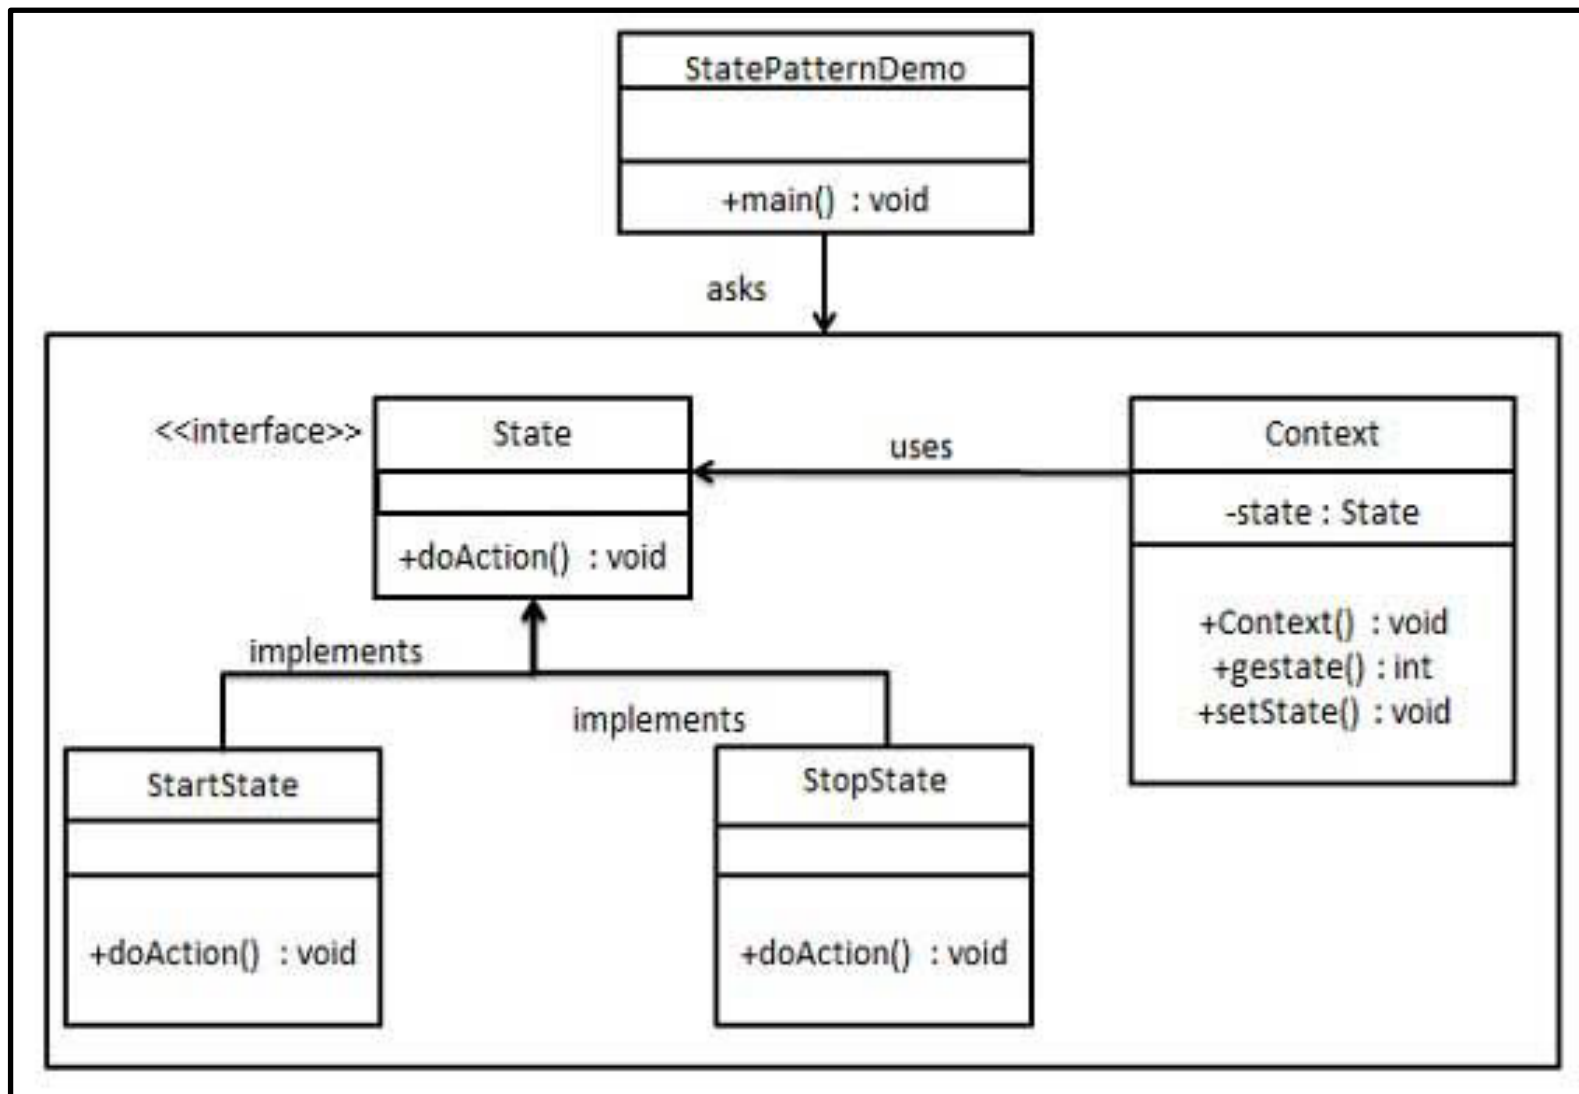 StatePatternDemo
+main() : void
asks
<<interface>>
State
+doAction() : void
uses
Context
-state : State
+Context() : void
+gestate() : int
+setState() : void
implements
implements
StartState
+doAction() : void
StopState
+doAction() : void